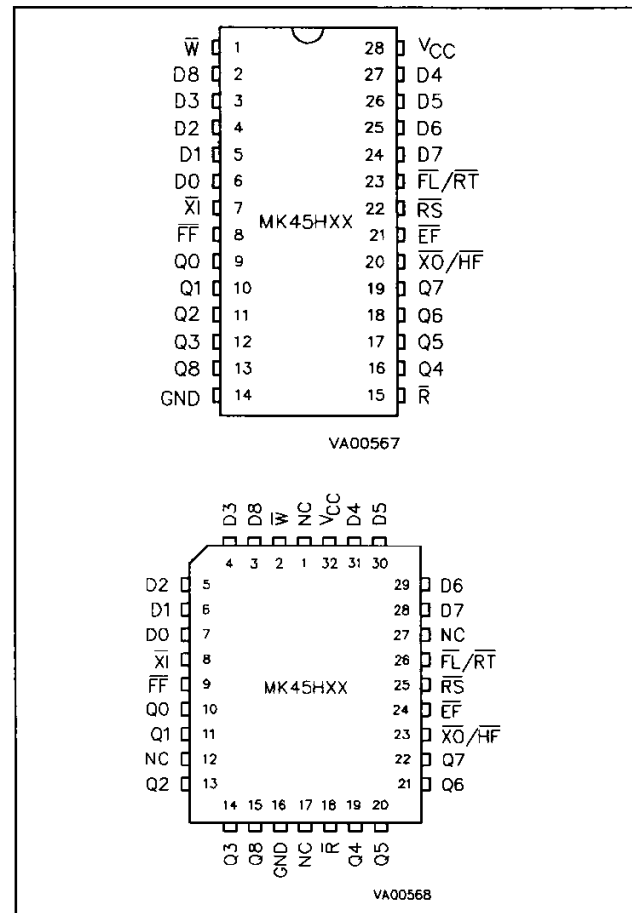 W̅ 1 28 VCC
D8 2 27 D4
D3 3 26 D5
D2 4 25 D6
D1 5 24 D7
D0 6 23 F̅L̅/R̅T̅
X̅I̅ 7 22 R̅S̅
MK45HXX
F̅F̅ 8 21 E̅F̅
Q0 9 20 X̅O̅/H̅F̅
Q1 10 19 Q7
Q2 11 18 Q6
Q3 12 17 Q5
Q8 13 16 Q4
GND 14 15 R̅
VA00567
D3 D8 W̅ NC VCC D4 D5
4 3 2 1 32 31 30
D2 5 29 D6
D1 6 28 D7
D0 7 27 NC
X̅I̅ 8 26 F̅L̅/R̅T̅
F̅F̅ 9 MK45HXX 25 R̅S̅
Q0 10 24 E̅F̅
Q1 11 23 X̅O̅/H̅F̅
NC 12 22 Q7
Q2 13 21 Q6
14 15 16 17 18 19 20
Q3 Q8 GND NC R̅ Q4 Q5
VA00568